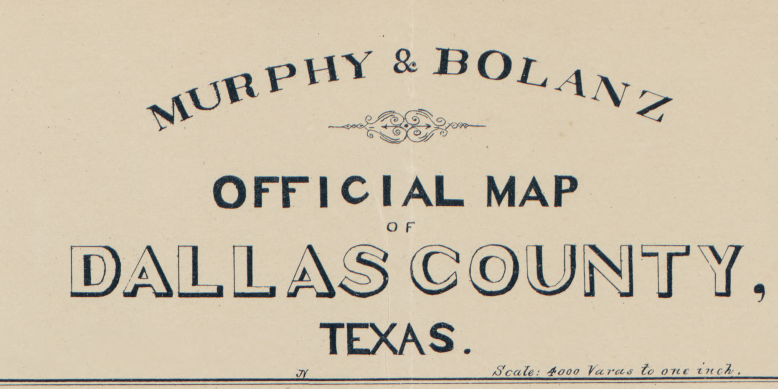 MURPHY & BOLANZ
OFFICIAL MAP
OF
DALLAS COUNTY,
TEXAS.
N Scale: 4000 Varas to one inch.